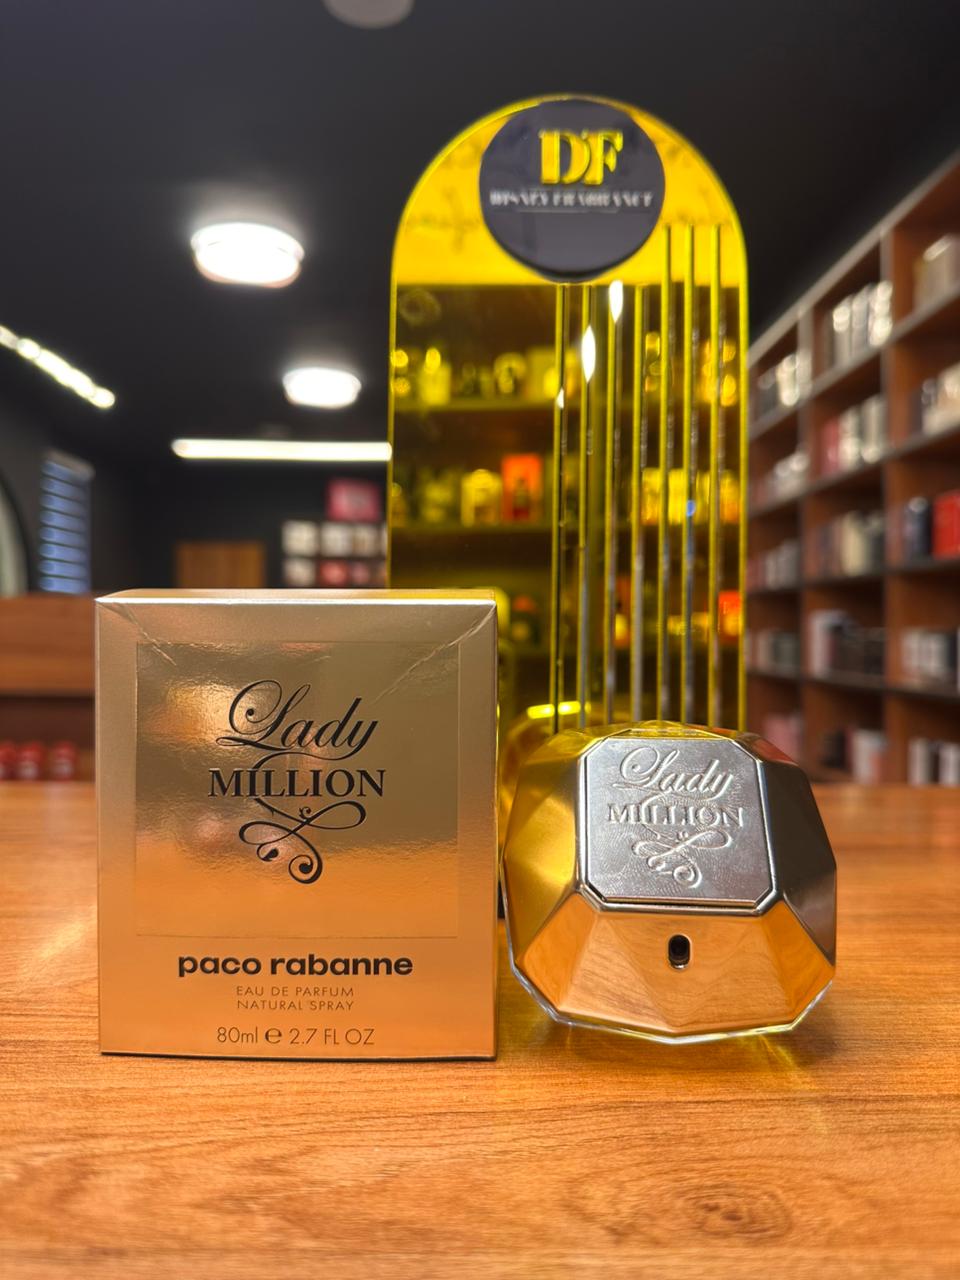 DF
DISNEY FRAGRANCE
Lady
MILLION
paco rabanne
EAU DE PARFUM
NATURAL SPRAY
80ml e 2.7 FL OZ
Lady
MILLION